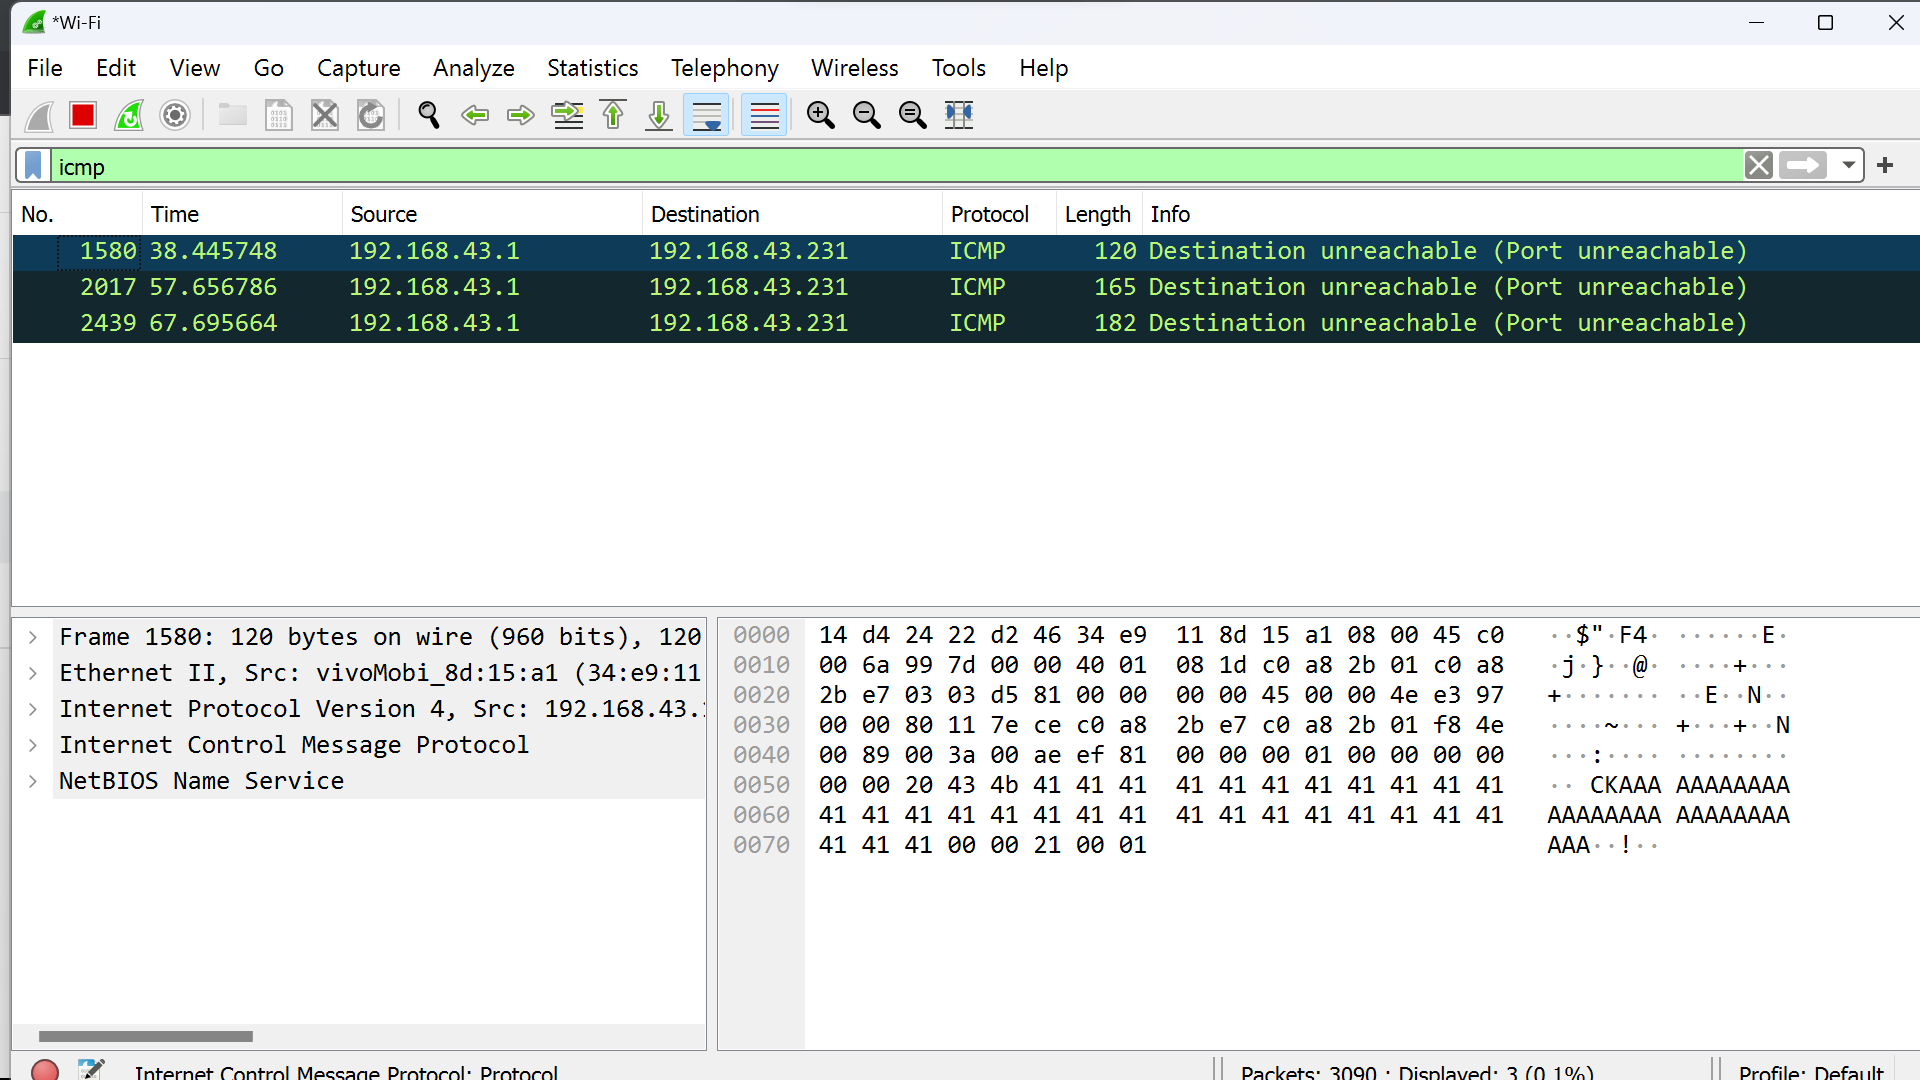 *Wi-Fi
File Edit View Go Capture Analyze Statistics Telephony Wireless Tools Help
icmp
No. Time Source Destination Protocol Length Info
1580 38.445748 192.168.43.1 192.168.43.231 ICMP 120 Destination unreachable (Port unreachable)
2017 57.656786 192.168.43.1 192.168.43.231 ICMP 165 Destination unreachable (Port unreachable)
2439 67.695664 192.168.43.1 192.168.43.231 ICMP 182 Destination unreachable (Port unreachable)
Frame 1580: 120 bytes on wire (960 bits), 120
Ethernet II, Src: vivoMobi_8d:15:a1 (34:e9:11
Internet Protocol Version 4, Src: 192.168.43.
Internet Control Message Protocol
NetBIOS Name Service
0000 14 d4 24 22 d2 46 34 e9 11 8d 15 a1 08 00 45 c0 ··$"·F4· ······E·
0010 00 6a 99 7d 00 00 40 01 08 1d c0 a8 2b 01 c0 a8 ·j·}··@· ····+···
0020 2b e7 03 03 d5 81 00 00 00 00 45 00 00 4e e3 97 +······· ··E··N··
0030 00 00 80 11 7e ce c0 a8 2b e7 c0 a8 2b 01 f8 4e ····~··· +···+··N
0040 00 89 00 3a 00 ae ef 81 00 00 00 01 00 00 00 00 ···:···· ········
0050 00 00 20 43 4b 41 41 41 41 41 41 41 41 41 41 41 ·· CKAAA AAAAAAAA
0060 41 41 41 41 41 41 41 41 41 41 41 41 41 41 41 41 AAAAAAAA AAAAAAAA
0070 41 41 41 00 00 21 00 01 AAA··!··
Internet Control Message Protocol: Protocol
Packets: 3090 · Displayed: 3 (0.1%)
Profile: Default